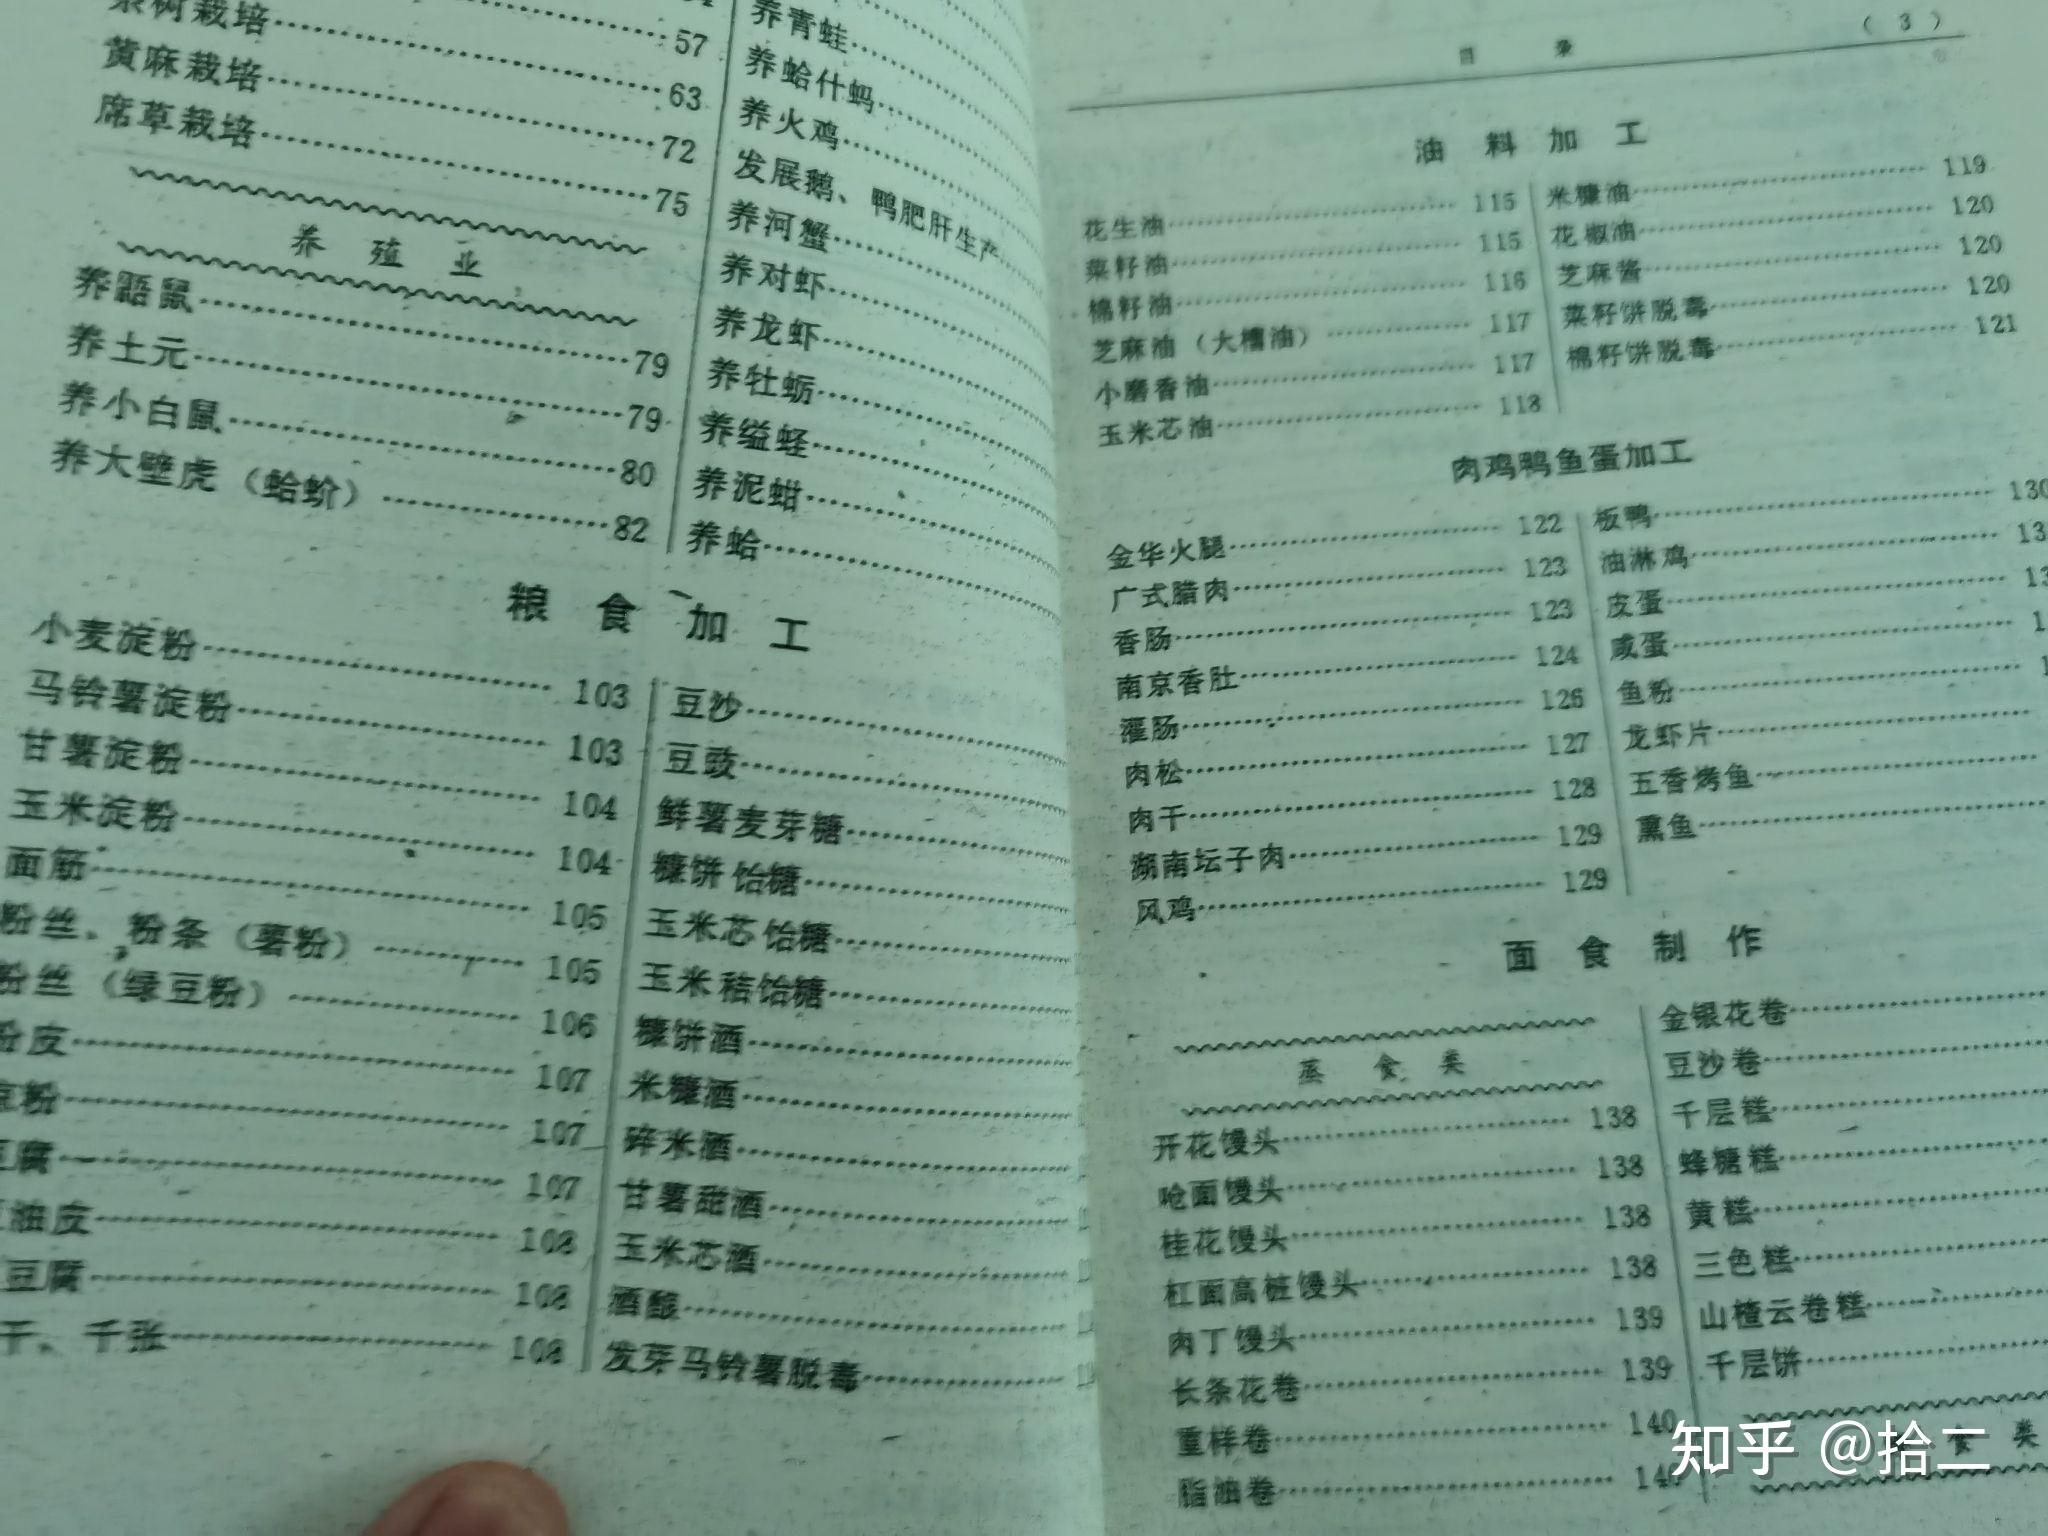 57
树栽培……63
黄麻栽培……72
席草栽培……75
养 殖 业
养鼯鼠……79
养土元……79
养小白鼠……80
养大壁虎（蛤蚧）……82
养青蛙……
养蛤什蚂……
养火鸡……
发展鹅、鸭肥肝生产……
养河蟹……
养对虾……
养龙虾……
养牡蛎……
养缢蛏……
养泥蚶……
养蛤……
粮 食 加 工
小麦淀粉……103
马铃薯淀粉……103
甘薯淀粉……104
玉米淀粉……104
面筋……105
粉丝、粉条（薯粉）……105
粉丝（绿豆粉）……106
粉皮……107
粉……107
腐……107
油皮……108
豆腐……108
干、千张……108
豆沙……
豆豉……
鲜薯麦芽糖……
糠饼饴糖……
玉米芯饴糖……
玉米秸饴糖……
糠饼酒……
米糠酒……
碎米酒……
甘薯甜酒……
玉米芯酒……
酒酿……
发芽马铃薯脱毒……
目 录 （3）
油 料 加 工
花生油……115
菜籽油……115
棉籽油……116
芝麻油（大槽油）……117
小磨香油……117
玉米芯油……118
米糠油……119
花椒油……120
芝麻酱……120
菜籽饼脱毒……120
棉籽饼脱毒……121
肉鸡鸭鱼蛋加工
金华火腿……122
广式腊肉……123
香肠……123
南京香肚……124
灌肠……126
肉松……127
肉干……128
湖南坛子肉……129
风鸡……129
板鸭……130
油淋鸡……
皮蛋……
咸蛋……
鱼粉……
龙虾片……
五香烤鱼……
熏鱼……
面 食 制 作
蒸 食 类
开花馒头……138
呛面馒头……138
桂花馒头……138
杠面高桩馒头……138
肉丁馒头……139
长条花卷……139
重样卷……140
脂油卷……
金银花卷……
豆沙卷……
千层糕……
蜂糖糕……
黄糕……
三色糕……
山楂云卷糕……
千层饼……
食 类
知乎 @拾二